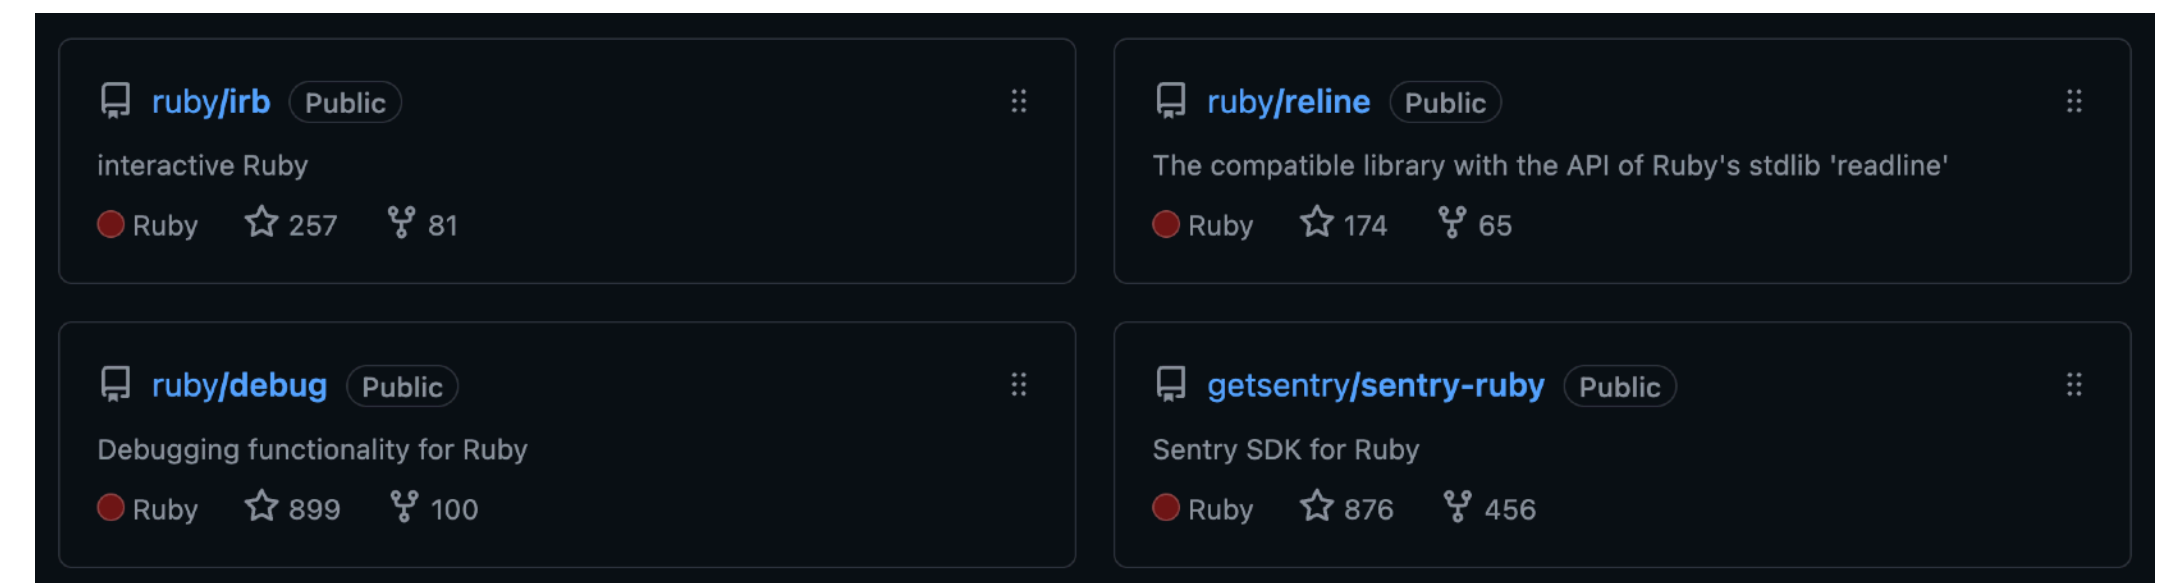 ruby/irb Public
interactive Ruby
Ruby 257 81
ruby/reline Public
The compatible library with the API of Ruby's stdlib 'readline'
Ruby 174 65
ruby/debug Public
Debugging functionality for Ruby
Ruby 899 100
getsentry/sentry-ruby Public
Sentry SDK for Ruby
Ruby 876 456